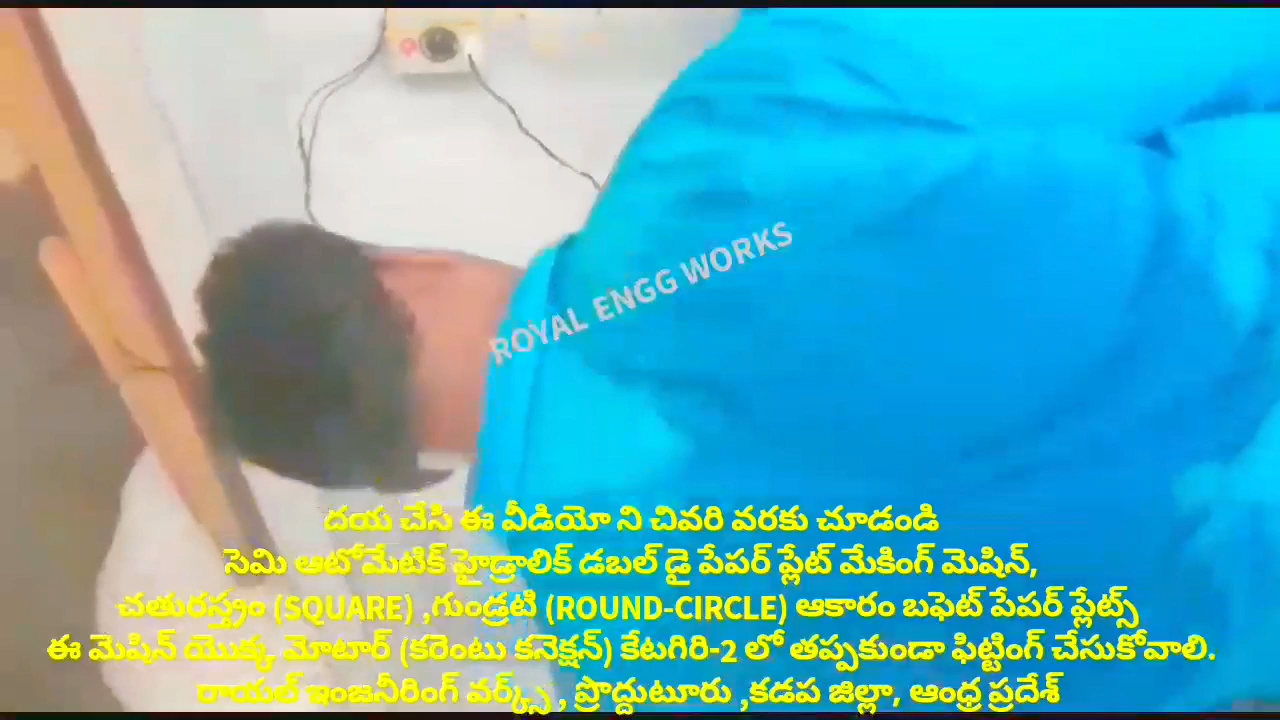 ROYAL ENGG WORKS
దయ చేసి ఈ వీడియో ని చివరి వరకు చూడండి
సెమి ఆటోమేటిక్ హైడ్రాలిక్ డబల్ డై పేపర్ ప్లేట్ మేకింగ్ మెషిన్,
చతురస్త్రం (SQUARE) ,గుండ్రటి (ROUND-CIRCLE) ఆకారం బఫెట్ పేపర్ ప్లేట్స్
ఈ మెషిన్ యొక్క మోటార్ (కరెంటు కనెక్షన్) కేటగిరి-2 లో తప్పకుండా ఫిట్టింగ్ చేసుకోవాలి.
రాయల్ ఇంజనీరింగ్ వర్క్స్ , ప్రొద్దుటూరు ,కడప జిల్లా, ఆంధ్ర ప్రదేశ్